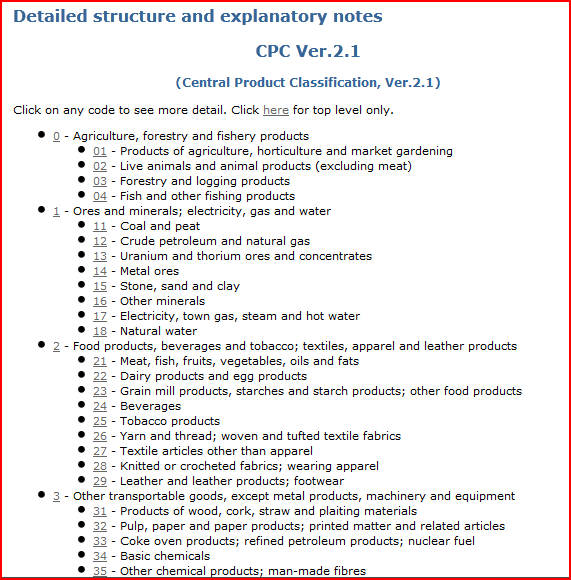 Detailed structure and explanatory notes
CPC Ver.2.1
(Central Product Classification, Ver.2.1)
Click on any code to see more detail. Click here for top level only.
0 - Agriculture, forestry and fishery products
01 - Products of agriculture, horticulture and market gardening
02 - Live animals and animal products (excluding meat)
03 - Forestry and logging products
04 - Fish and other fishing products
1 - Ores and minerals; electricity, gas and water
11 - Coal and peat
12 - Crude petroleum and natural gas
13 - Uranium and thorium ores and concentrates
14 - Metal ores
15 - Stone, sand and clay
16 - Other minerals
17 - Electricity, town gas, steam and hot water
18 - Natural water
2 - Food products, beverages and tobacco; textiles, apparel and leather products
21 - Meat, fish, fruits, vegetables, oils and fats
22 - Dairy products and egg products
23 - Grain mill products, starches and starch products; other food products
24 - Beverages
25 - Tobacco products
26 - Yarn and thread; woven and tufted textile fabrics
27 - Textile articles other than apparel
28 - Knitted or crocheted fabrics; wearing apparel
29 - Leather and leather products; footwear
3 - Other transportable goods, except metal products, machinery and equipment
31 - Products of wood, cork, straw and plaiting materials
32 - Pulp, paper and paper products; printed matter and related articles
33 - Coke oven products; refined petroleum products; nuclear fuel
34 - Basic chemicals
35 - Other chemical products; man-made fibres